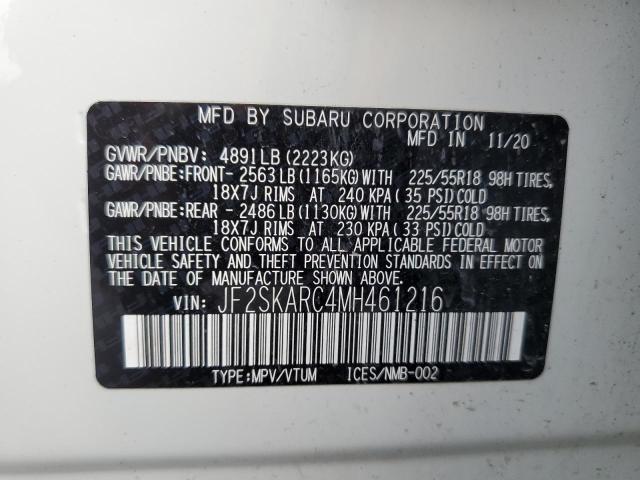 MFD BY SUBARU CORPORATION
MFD IN 11/20
GVWR/PNBV: 4891LB (2223KG)
GAWR/PNBE:FRONT- 2563LB (1165KG) WITH 225/55R18 98H TIRES,
18X7J RIMS AT 240 KPA ( 35 PSI) COLD
GAWR/PNBE:REAR - 2486LB (1130KG) WITH 225/55R18 98H TIRES,
18X7J RIMS AT 230 KPA ( 33 PSI) COLD
THIS VEHICLE CONFORMS TO ALL APPLICABLE FEDERAL MOTOR
VEHICLE SAFETY AND THEFT PREVENTION STANDARDS IN EFFECT ON
THE DATE OF MANUFACTURE SHOWN ABOVE.
VIN: JF2SKARC4MH461216
TYPE:MPV/VTUM ICES/NMB-002